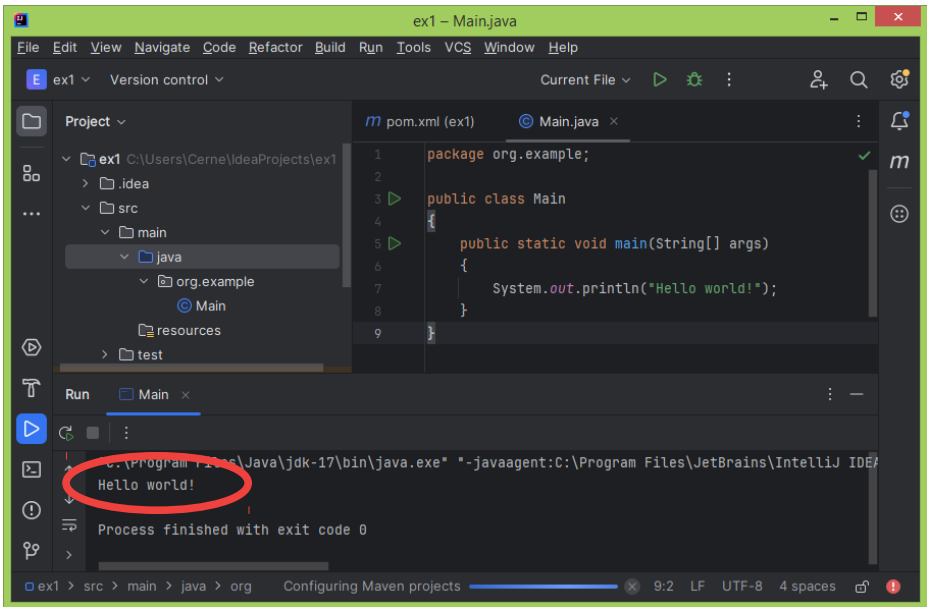 ex1 – Main.java
File Edit View Navigate Code Refactor Build Run Tools VCS Window Help
E ex1 Version control Current File
Project
m pom.xml (ex1) Main.java
ex1 C:\Users\Cerne\IdeaProjects\ex1
.idea
src
main
java
org.example
Main
resources
test
1 package org.example;
2
3 public class Main
4 {
5 public static void main(String[] args)
6 {
7 System.out.println("Hello world!");
8 }
9 }
m
Run Main
"C:\Program Files\Java\jdk-17\bin\java.exe" "-javaagent:C:\Program Files\JetBrains\IntelliJ IDEA
Hello world!
Process finished with exit code 0
ex1 > src > main > java > org Configuring Maven projects 9:2 LF UTF-8 4 spaces